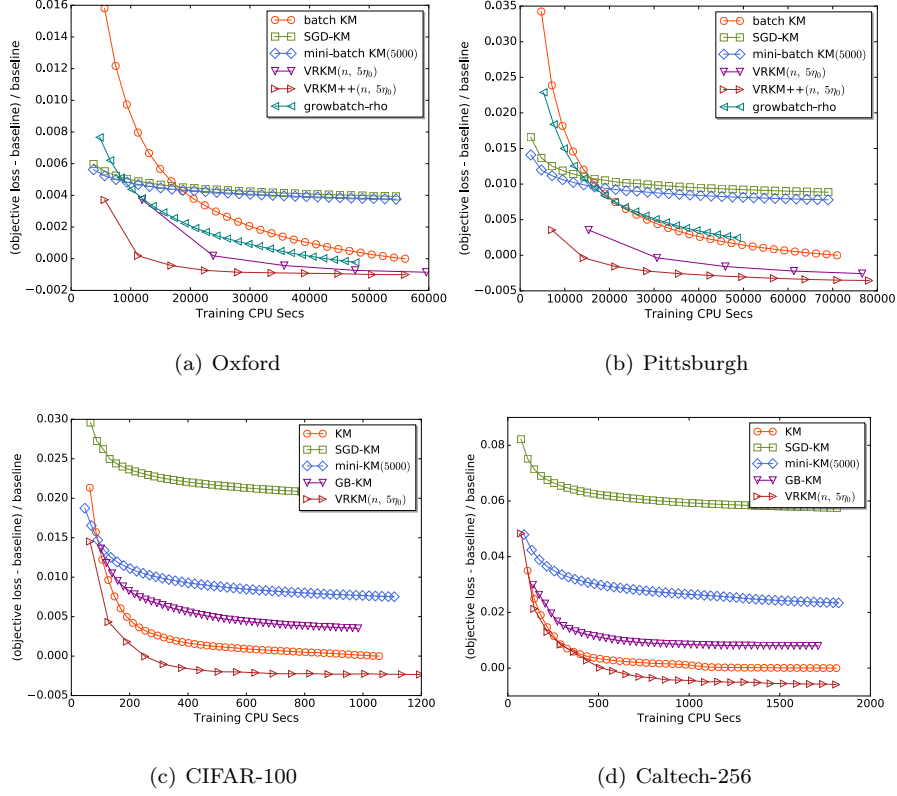 0.016
0.014
0.012
0.010
0.008
0.006
0.004
0.002
0.000
−0.002
(objective loss - baseline) / baseline
0
10000
20000
30000
40000
50000
60000
Training CPU Secs
batch KM
SGD-KM
mini-batch KM(5000)
VRKM(n, 5η₀)
VRKM++(n, 5η₀)
growbatch-rho
(a) Oxford
0.035
0.030
0.025
0.020
0.015
0.010
0.005
0.000
−0.005
(objective loss - baseline) / baseline
0
10000
20000
30000
40000
50000
60000
70000
80000
Training CPU Secs
batch KM
SGD-KM
mini-batch KM(5000)
VRKM(n, 5η₀)
VRKM++(n, 5η₀)
growbatch-rho
(b) Pittsburgh
0.030
0.025
0.020
0.015
0.010
0.005
0.000
−0.005
(objective loss - baseline) / baseline
0
200
400
600
800
1000
1200
Training CPU Secs
KM
SGD-KM
mini-KM(5000)
GB-KM
VRKM(n, 5η₀)
(c) CIFAR-100
0.08
0.06
0.04
0.02
0.00
(objective loss - baseline) / baseline
0
500
1000
1500
2000
Training CPU Secs
KM
SGD-KM
mini-KM(5000)
GB-KM
VRKM(n, 5η₀)
(d) Caltech-256